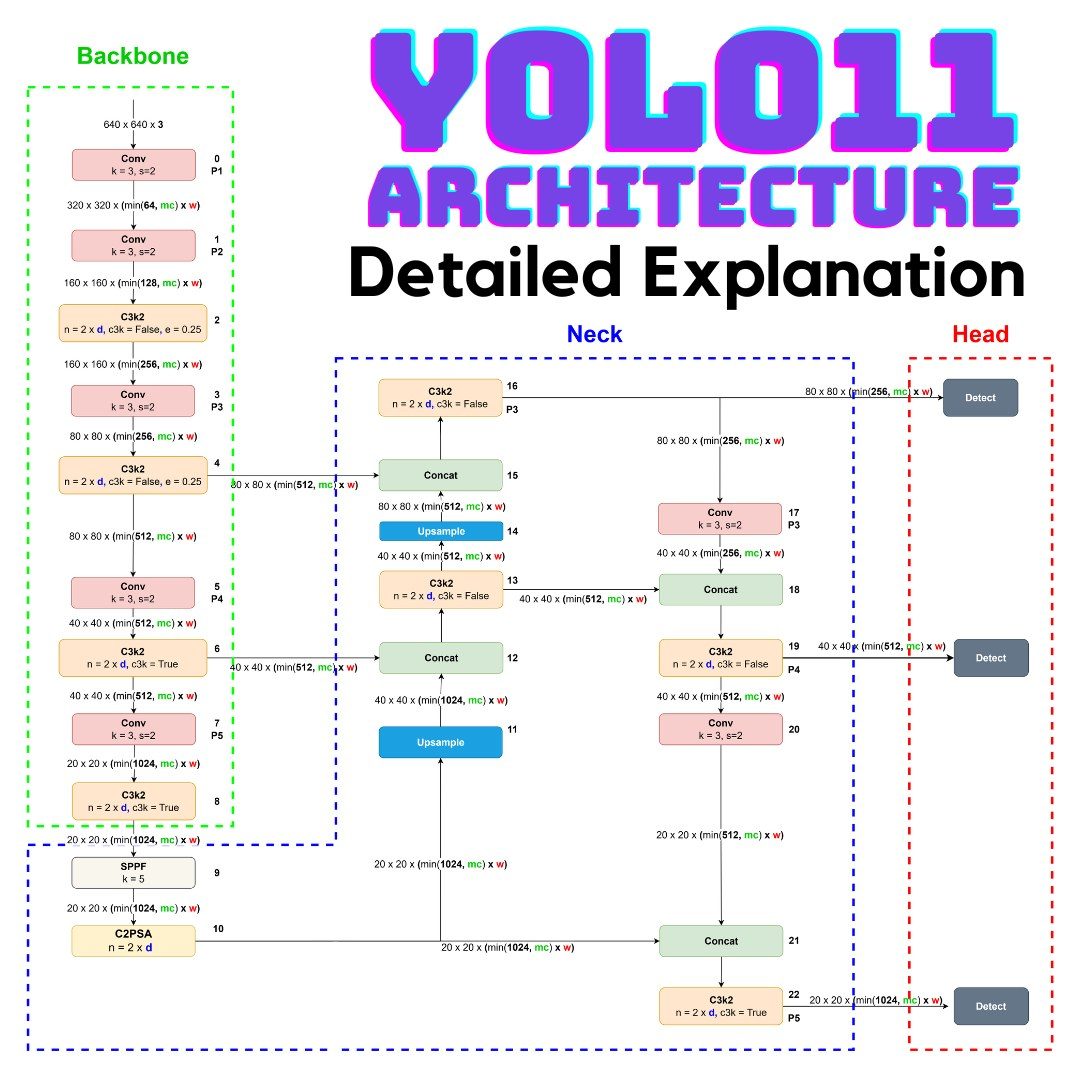 YOLO11
ARCHITECTURE
Detailed Explanation
Backbone
640 x 640 x 3
Conv
k = 3, s=2
0
P1
320 x 320 x (min(64, mc) x w)
Conv
k = 3, s=2
1
P2
160 x 160 x (min(128, mc) x w)
C3k2
n = 2 x d, c3k = False, e = 0.25
2
160 x 160 x (min(256, mc) x w)
Conv
k = 3, s=2
3
P3
80 x 80 x (min(256, mc) x w)
C3k2
n = 2 x d, c3k = False, e = 0.25
4
80 x 80 x (min(512, mc) x w)
80 x 80 x (min(512, mc) x w)
Conv
k = 3, s=2
5
P4
40 x 40 x (min(512, mc) x w)
C3k2
n = 2 x d, c3k = True
6
40 x 40 x (min(512, mc) x w)
40 x 40 x (min(512, mc) x w)
Conv
k = 3, s=2
7
P5
20 x 20 x (min(1024, mc) x w)
C3k2
n = 2 x d, c3k = True
8
20 x 20 x (min(1024, mc) x w)
SPPF
k = 5
9
20 x 20 x (min(1024, mc) x w)
C2PSA
n = 2 x d
10
Neck
C3k2
n = 2 x d, c3k = False
16
P3
80 x 80 x (min(256, mc) x w)
Concat
15
80 x 80 x (min(512, mc) x w)
Upsample
14
40 x 40 x (min(512, mc) x w)
C3k2
n = 2 x d, c3k = False
13
40 x 40 x (min(512, mc) x w)
Concat
12
40 x 40 x (min(1024, mc) x w)
Upsample
11
20 x 20 x (min(1024, mc) x w)
20 x 20 x (min(1024, mc) x w)
80 x 80 x (min(256, mc) x w)
Conv
k = 3, s=2
17
P3
40 x 40 x (min(256, mc) x w)
Concat
18
C3k2
n = 2 x d, c3k = False
19
P4
40 x 40 x (min(512, mc) x w)
40 x 40 x (min(512, mc) x w)
Conv
k = 3, s=2
20
20 x 20 x (min(512, mc) x w)
Concat
21
C3k2
n = 2 x d, c3k = True
22
P5
20 x 20 x (min(1024, mc) x w)
Head
Detect
Detect
Detect